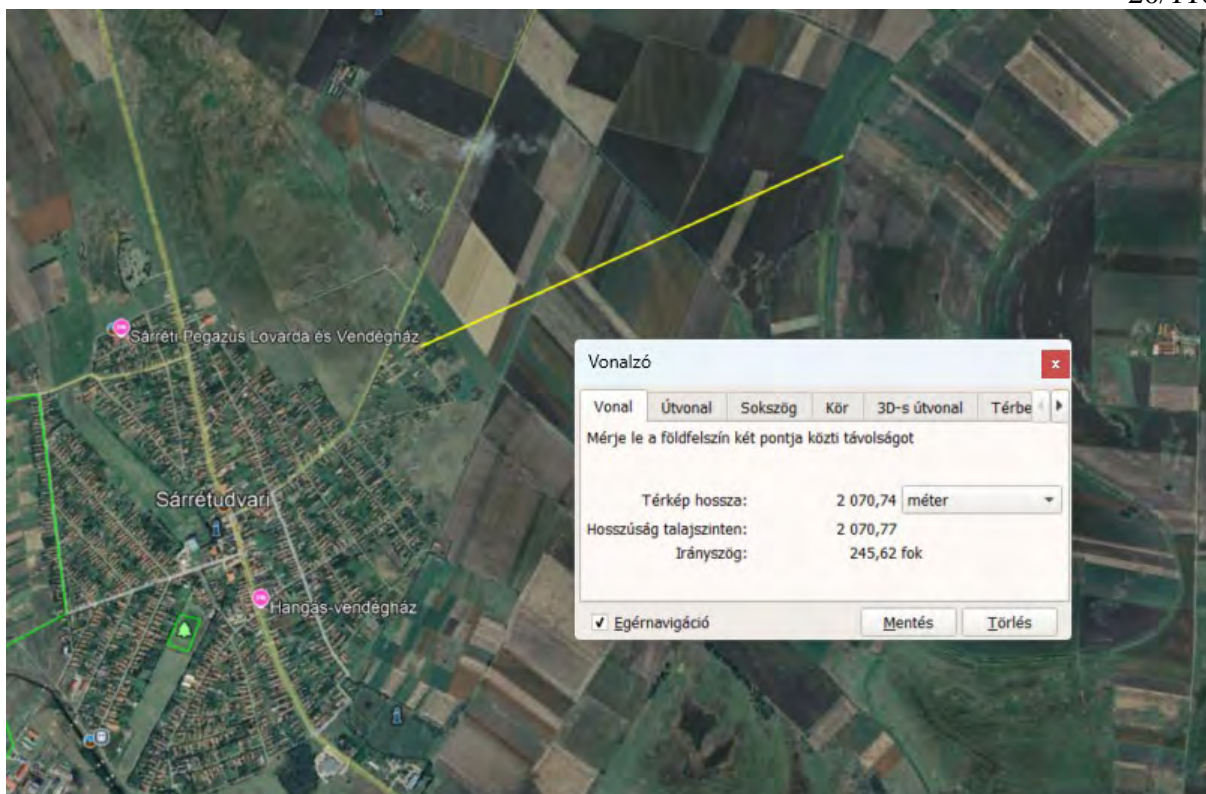 Sárréti Pegazus Lovarda és Vendégház
Sárrétudvari
Hangás-vendégház
Vonalzó
x
Vonal Útvonal Sokszög Kör 3D-s útvonal Térbe
Mérje le a földfelszín két pontja közti távolságot
Térkép hossza: 2 070,74 méter
Hosszúság talajszinten: 2 070,77
Irányszög: 245,62 fok
Egérnavigáció Mentés Törlés